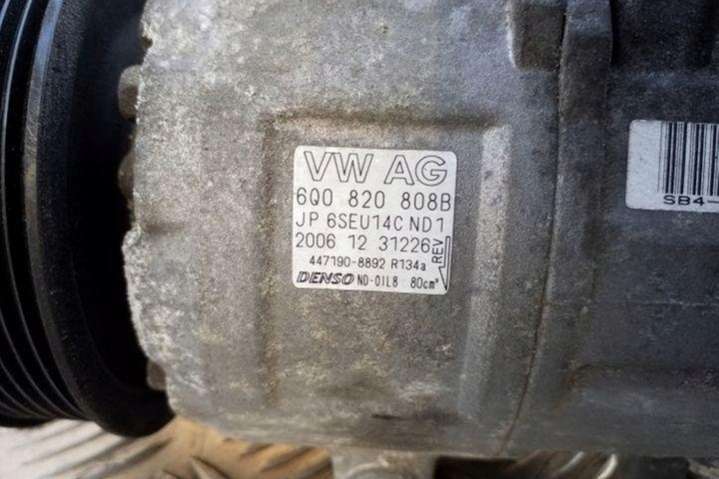 VW AG
6Q0 820 808B
JP 6SEU14C ND1
2006 12 31226
REV
447190-8892 R134a
DENSO ND-OIL8 80cm³
SB4-